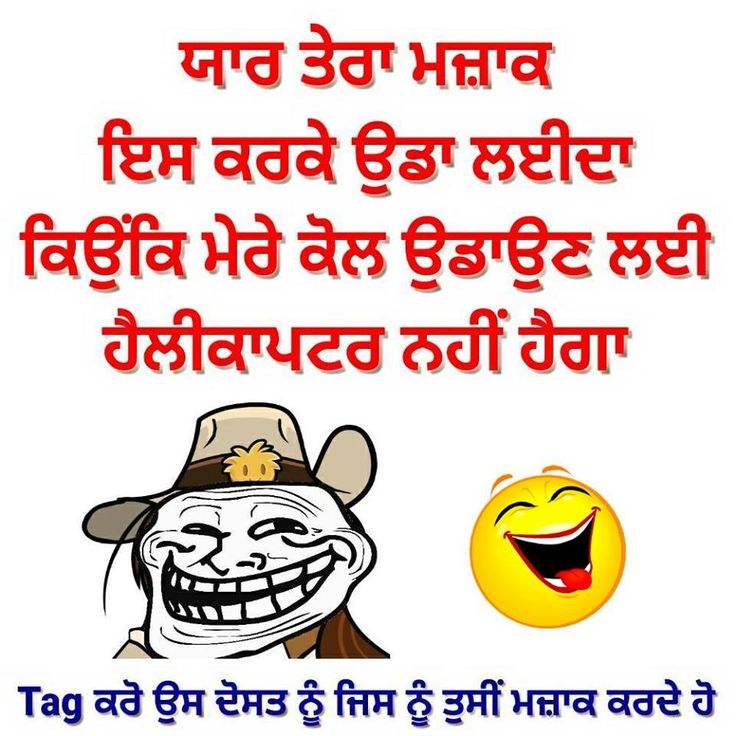 ਯਾਰ ਤੇਰਾ ਮਜ਼ਾਕ
ਇਸ ਕਰਕੇ ਉਡਾ ਲਈਦਾ
ਕਿਉਂਕਿ ਮੇਰੇ ਕੋਲ ਉਡਾਉਣ ਲਈ
ਹੈਲੀਕਾਪਟਰ ਨਹੀਂ ਹੈਗਾ
Tag ਕਰੋ ਉਸ ਦੋਸਤ ਨੂੰ ਜਿਸ ਨੂੰ ਤੁਸੀਂ ਮਜ਼ਾਕ ਕਰਦੇ ਹੋ